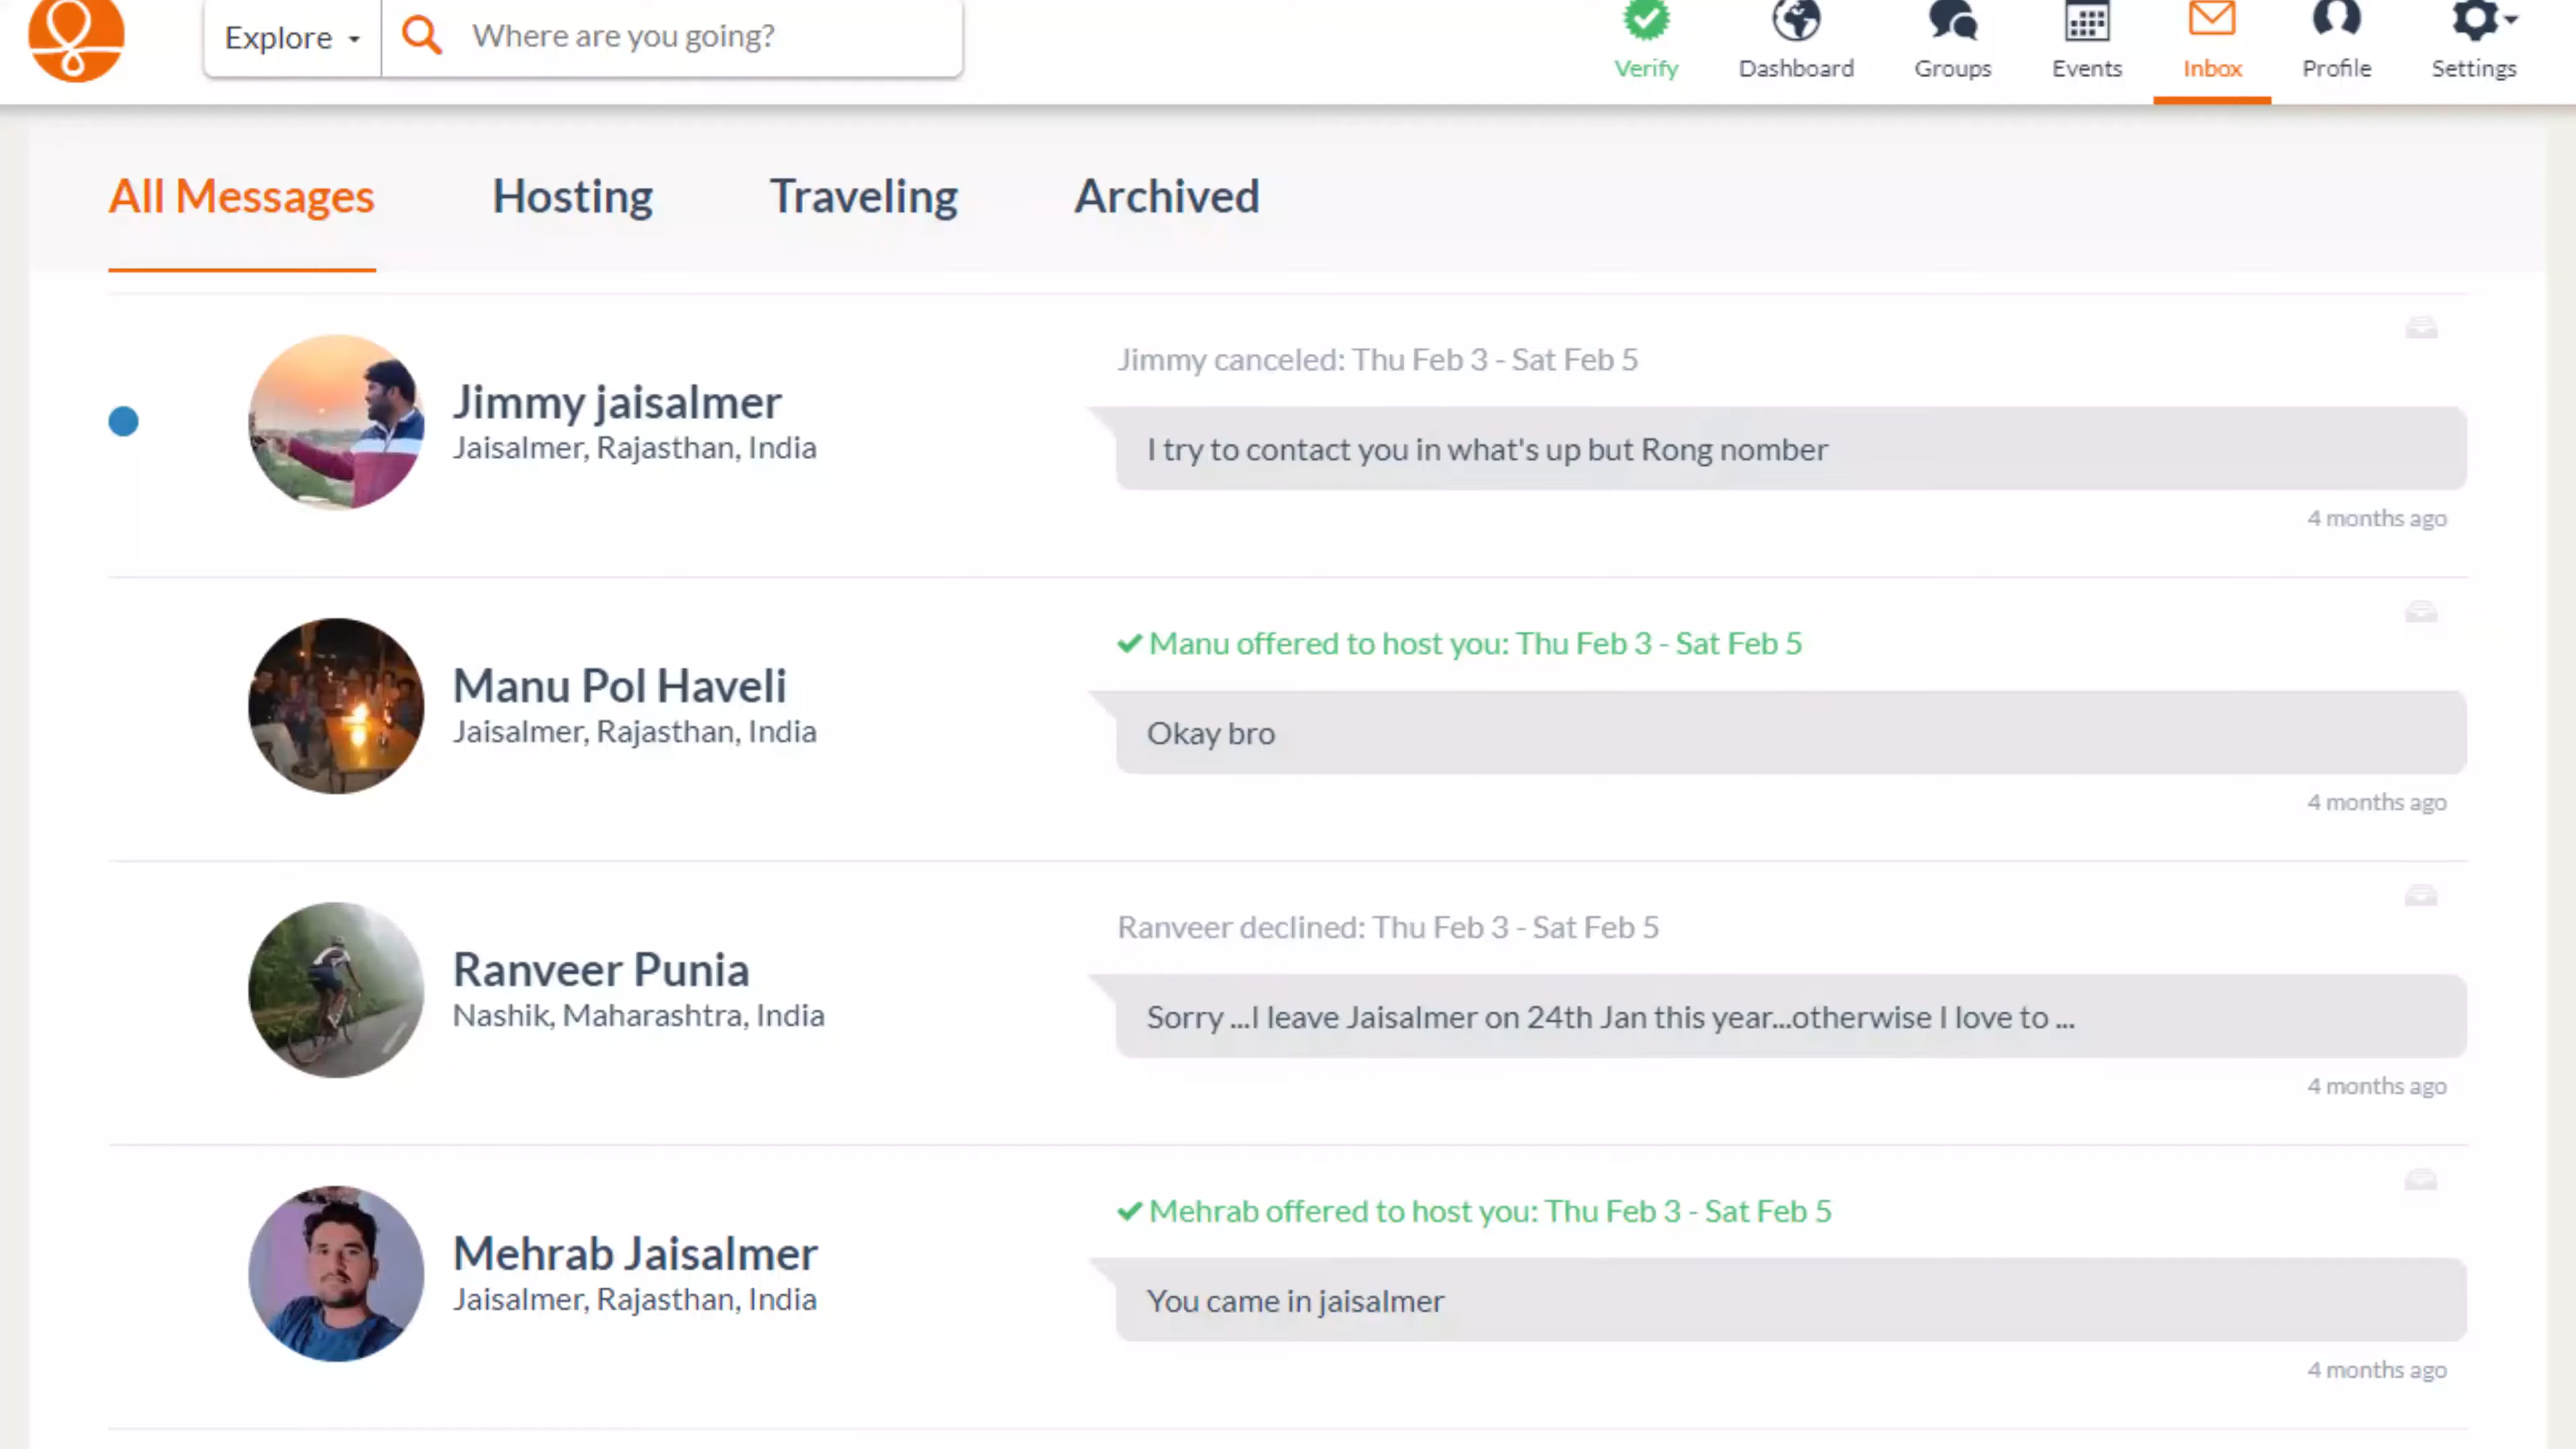 Explore
Where are you going?
Verify
Dashboard
Groups
Events
Inbox
Profile
Settings
All Messages
Hosting
Traveling
Archived
Jimmy jaisalmer
Jaisalmer, Rajasthan, India
Jimmy canceled: Thu Feb 3 - Sat Feb 5
I try to contact you in what's up but Rong nomber
4 months ago
Manu Pol Haveli
Jaisalmer, Rajasthan, India
Manu offered to host you: Thu Feb 3 - Sat Feb 5
Okay bro
4 months ago
Ranveer Punia
Nashik, Maharashtra, India
Ranveer declined: Thu Feb 3 - Sat Feb 5
Sorry ...I leave Jaisalmer on 24th Jan this year...otherwise I love to ...
4 months ago
Mehrab Jaisalmer
Jaisalmer, Rajasthan, India
Mehrab offered to host you: Thu Feb 3 - Sat Feb 5
You came in jaisalmer
4 months ago